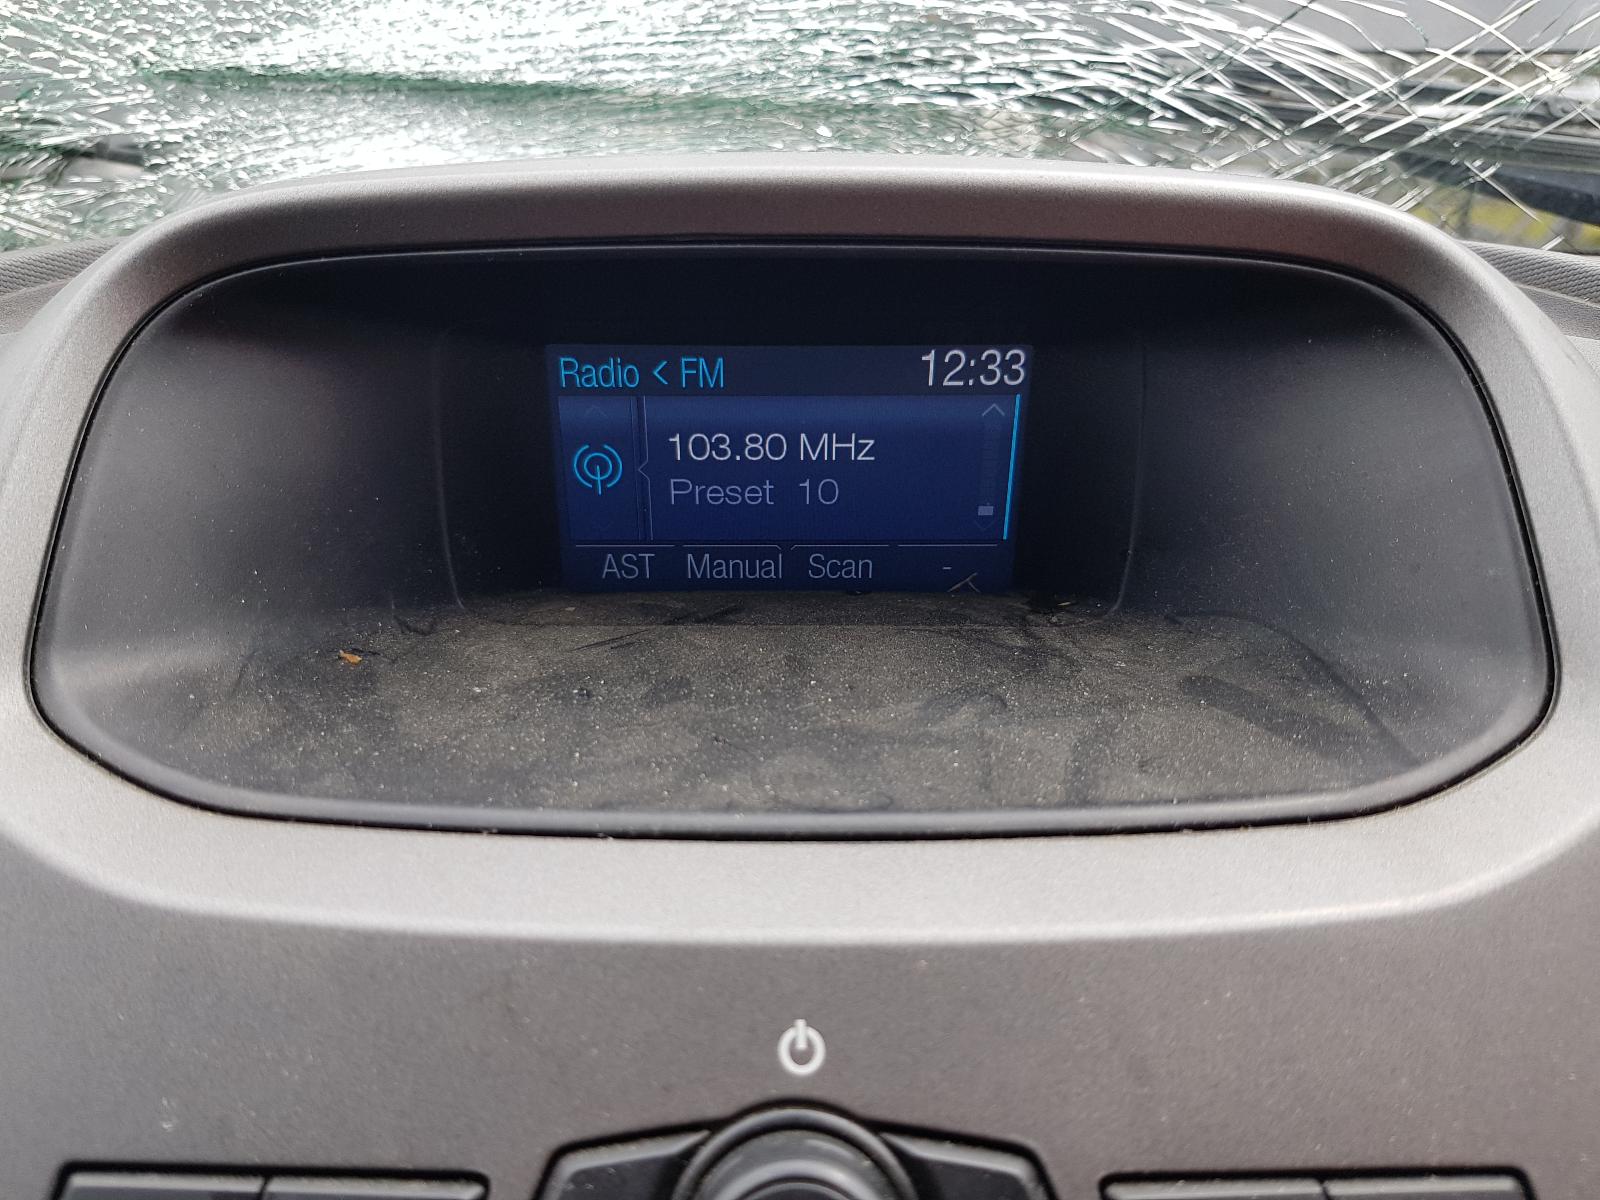 Radio < FM 12:33
103.80 MHz
Preset 10
AST Manual Scan -